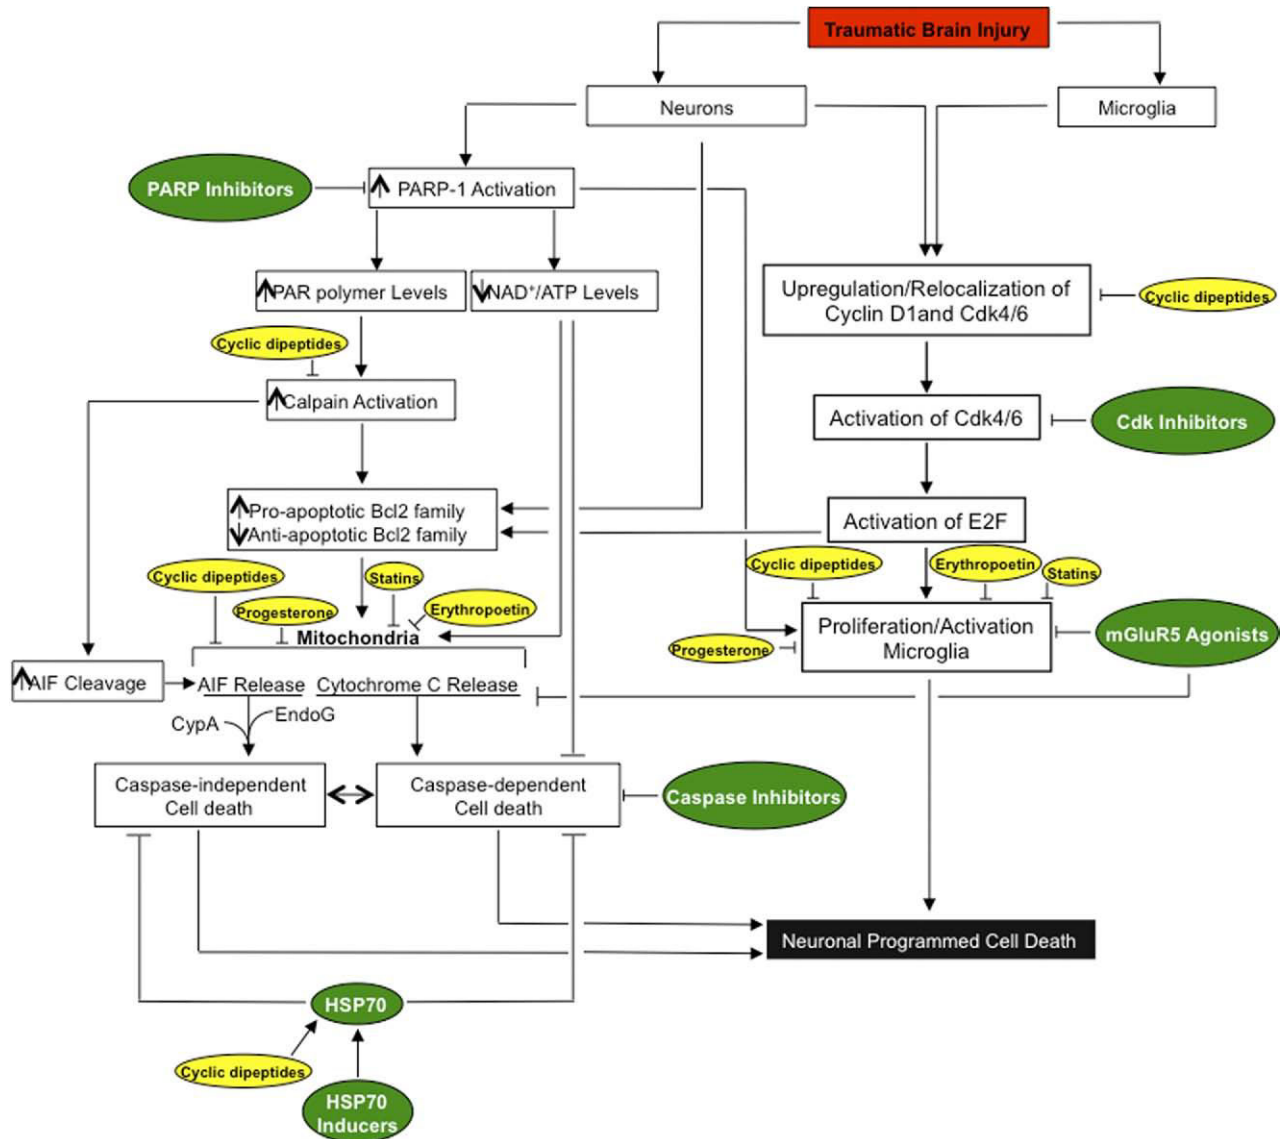 Traumatic Brain Injury
Neurons
Microglia
PARP Inhibitors
PARP-1 Activation
PAR polymer Levels
NAD⁺/ATP Levels
Upregulation/Relocalization of
Cyclin D1and Cdk4/6
Cyclic dipeptides
Cyclic dipeptides
Calpain Activation
Activation of Cdk4/6
Cdk Inhibitors
Pro-apoptotic Bcl2 family
Anti-apoptotic Bcl2 family
Activation of E2F
Cyclic dipeptides
Statins
Progesterone
Erythropoetin
Cyclic dipeptides
Erythropoetin
Statins
Mitochondria
Proliferation/Activation
Microglia
mGluR5 Agonists
Progesterone
AIF Cleavage
AIF Release
Cytochrome C Release
CypA
EndoG
Caspase-independent
Cell death
Caspase-dependent
Cell death
Caspase Inhibitors
Neuronal Programmed Cell Death
HSP70
Cyclic dipeptides
HSP70
Inducers